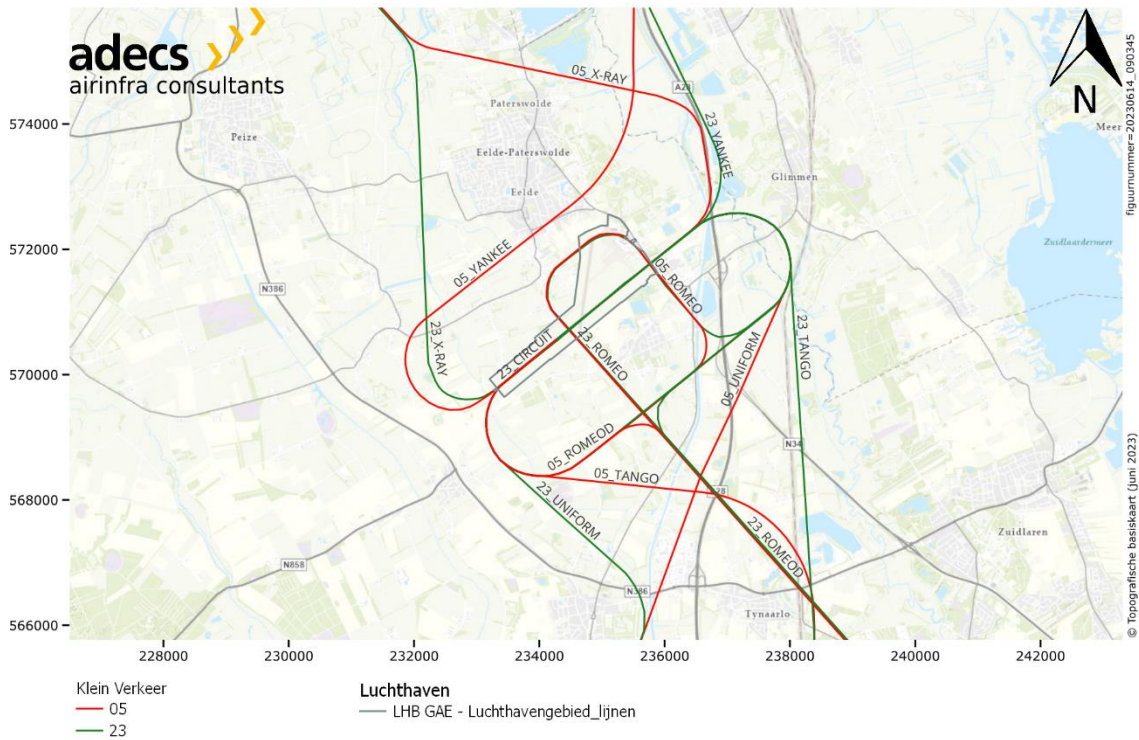 adecs
airinfra consultants
N
figuurnummer=20230614_090345
© Topografische basiskaart (juni 2023)
574000
572000
570000
568000
566000
05_X-RAY
A28
Paterswolde
Peize
Eelde-Paterswolde
Eelde
23_YANKEE
Glimmen
Meer
Zuidlaardermeer
05_YANKEE
05_ROMEO
N386
23_X-RAY
23_CIRCUIT
23_ROMEO
05_UNIFORM
23_TANGO
05_ROMEOD
N34
05_TANGO
23_UNIFORM
23_ROMEOD
Zuidlaren
N858
Tynaarlo
228000
230000
232000
234000
236000
238000
240000
242000
Klein Verkeer
05
23
Luchthaven
LHB GAE - Luchthavengebied_lijnen